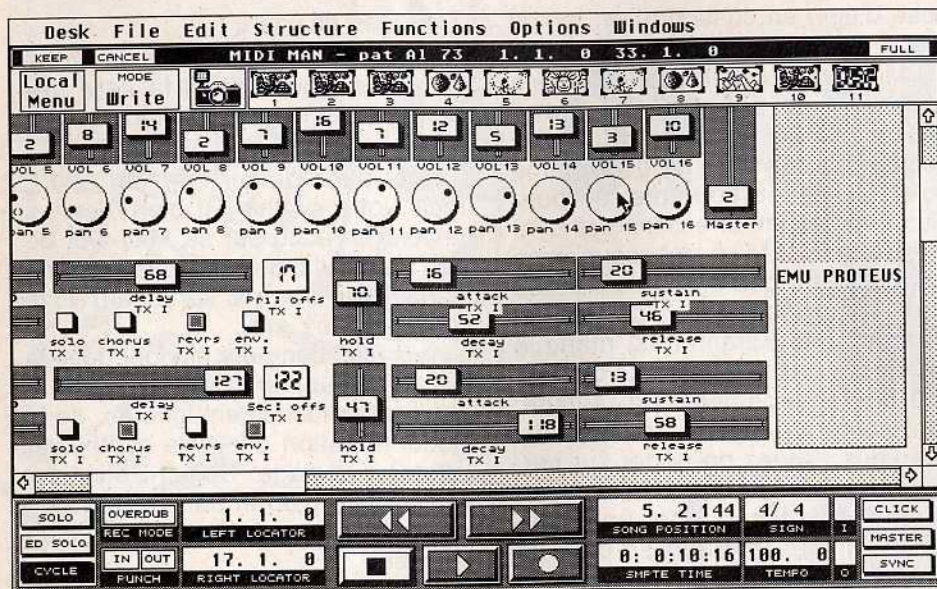 Desk File Edit Structure Functions Options Windows
KEEP CANCEL MIDI MAN - pat Al 73 1. 1. 0 33. 1. 0 FULL
Local Menu
MODE
Write
1 2 3 4 5 6 7 8 9 10 11
2 8 14 2 7 16 7 12 5 13 3 10
VOL 5 VOL 6 VOL 7 VOL 8 VOL 9 VOL10 VOL11 VOL12 VOL13 VOL14 VOL15 VOL16
2
pan 5 pan 6 pan 7 pan 8 pan 9 pan 10 pan 11 pan 12 pan 13 pan 14 pan 15 pan 16 Master
EMU PROTEUS
68 17 70 16 20
delay Pri: offs attack sustain
TX I TX I TX I TX I
52 46
solo chorus revrs env. hold decay release
TX I TX I TX I TX I TX I TX I TX I
127 122 47 20 13
delay Sec: offs attack sustain
TX I TX I
118 58
solo chorus revrs env. hold decay release
TX I TX I TX I TX I TX I TX I TX I
SOLO OVERDUB 1. 1. 0 5. 2.144 4/ 4 CLICK
REC MODE LEFT LOCATOR SONG POSITION SIGN. I
ED SOLO MASTER
CYCLE IN OUT 17. 1. 0 0: 0:10:16 100. 0 SYNC
PUNCH RIGHT LOCATOR SMPTE TIME TEMPO O